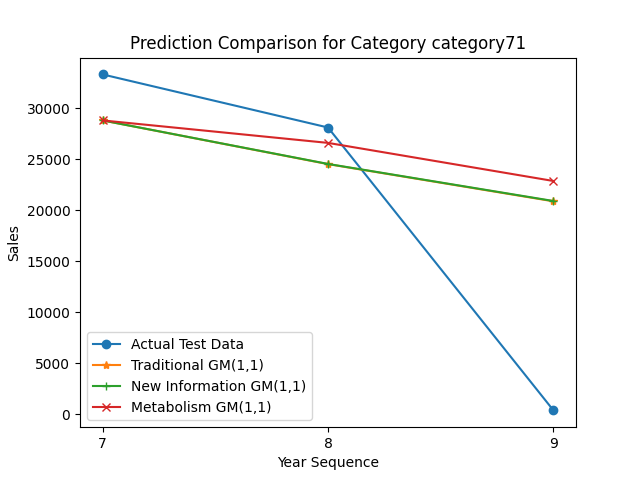 Prediction Comparison for Category category71
Sales
30000
25000
20000
15000
10000
5000
0
Actual Test Data
Traditional GM(1,1)
New Information GM(1,1)
Metabolism GM(1,1)
7
8
9
Year Sequence